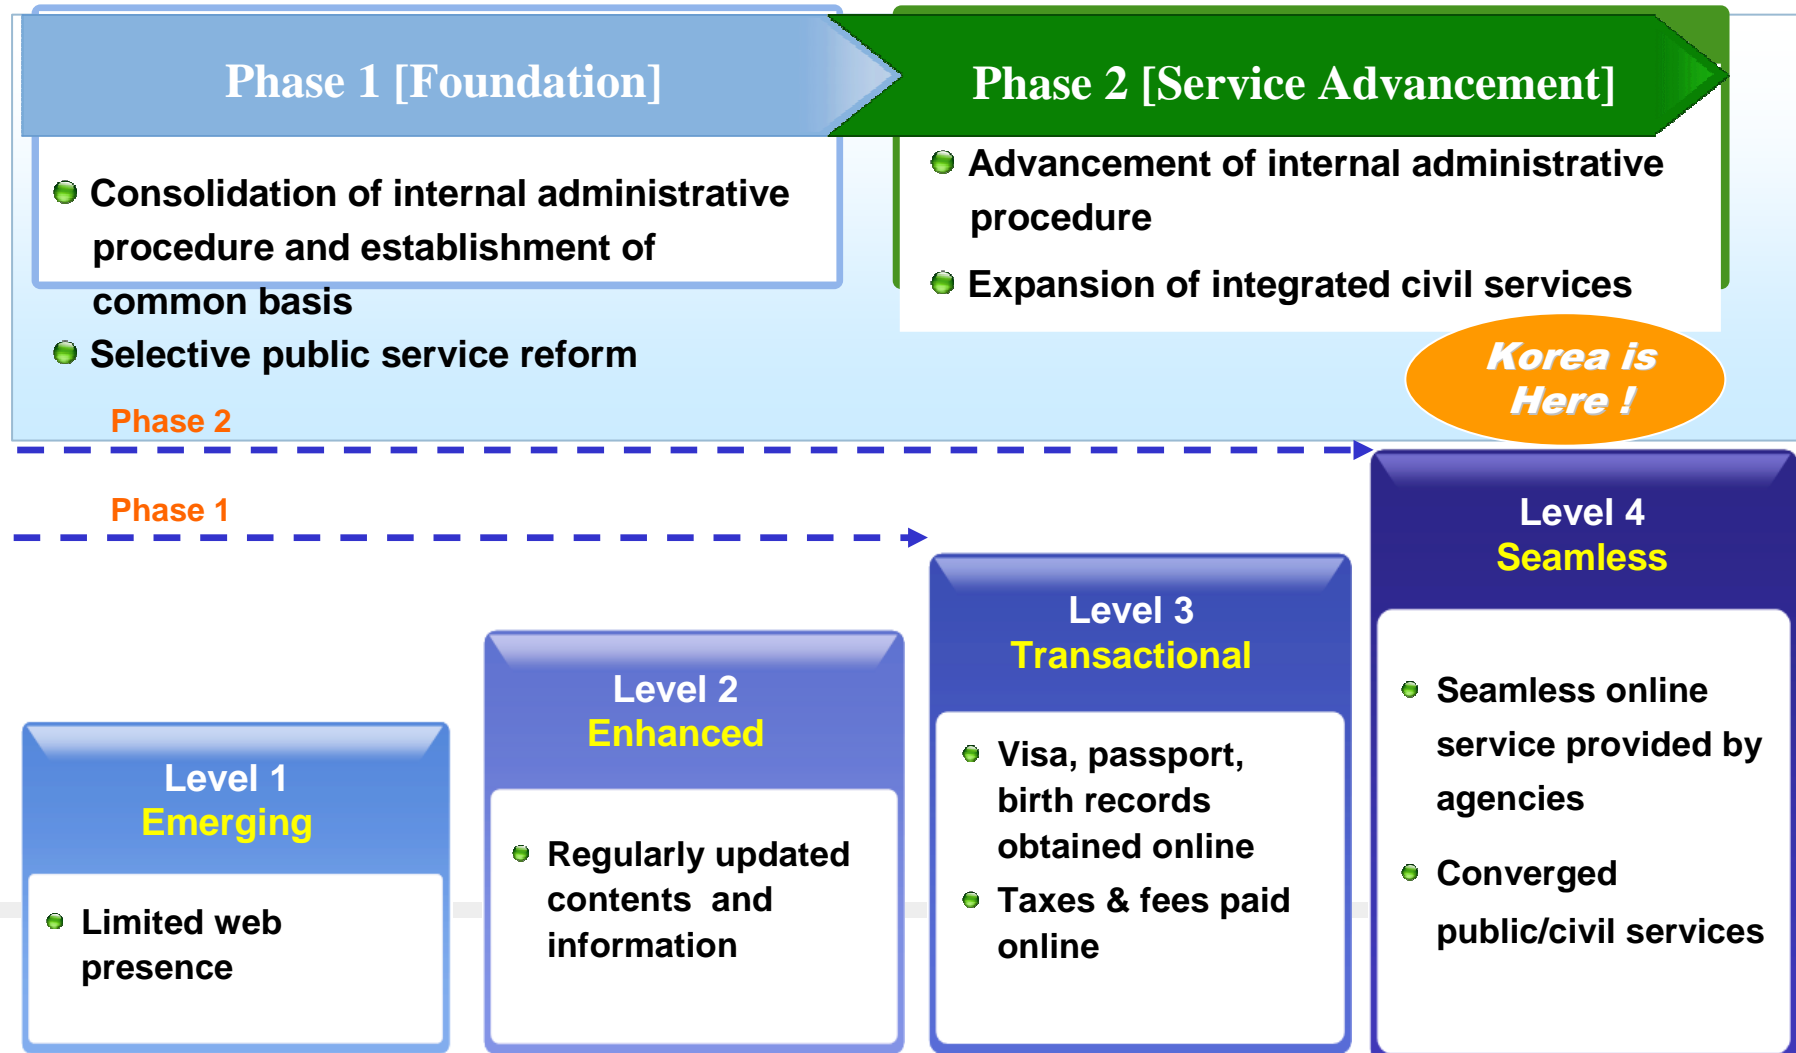 Phase 1 [Foundation]
Consolidation of internal administrative
procedure and establishment of
common basis
Selective public service reform
Phase 2 [Service Advancement]
Advancement of internal administrative
procedure
Expansion of integrated civil services
Korea is
Here !
Phase 2
Phase 1
Level 1
Emerging
Limited web
presence
Level 2
Enhanced
Regularly updated
contents and
information
Level 3
Transactional
Visa, passport,
birth records
obtained online
Taxes & fees paid
online
Level 4
Seamless
Seamless online
service provided by
agencies
Converged
public/civil services